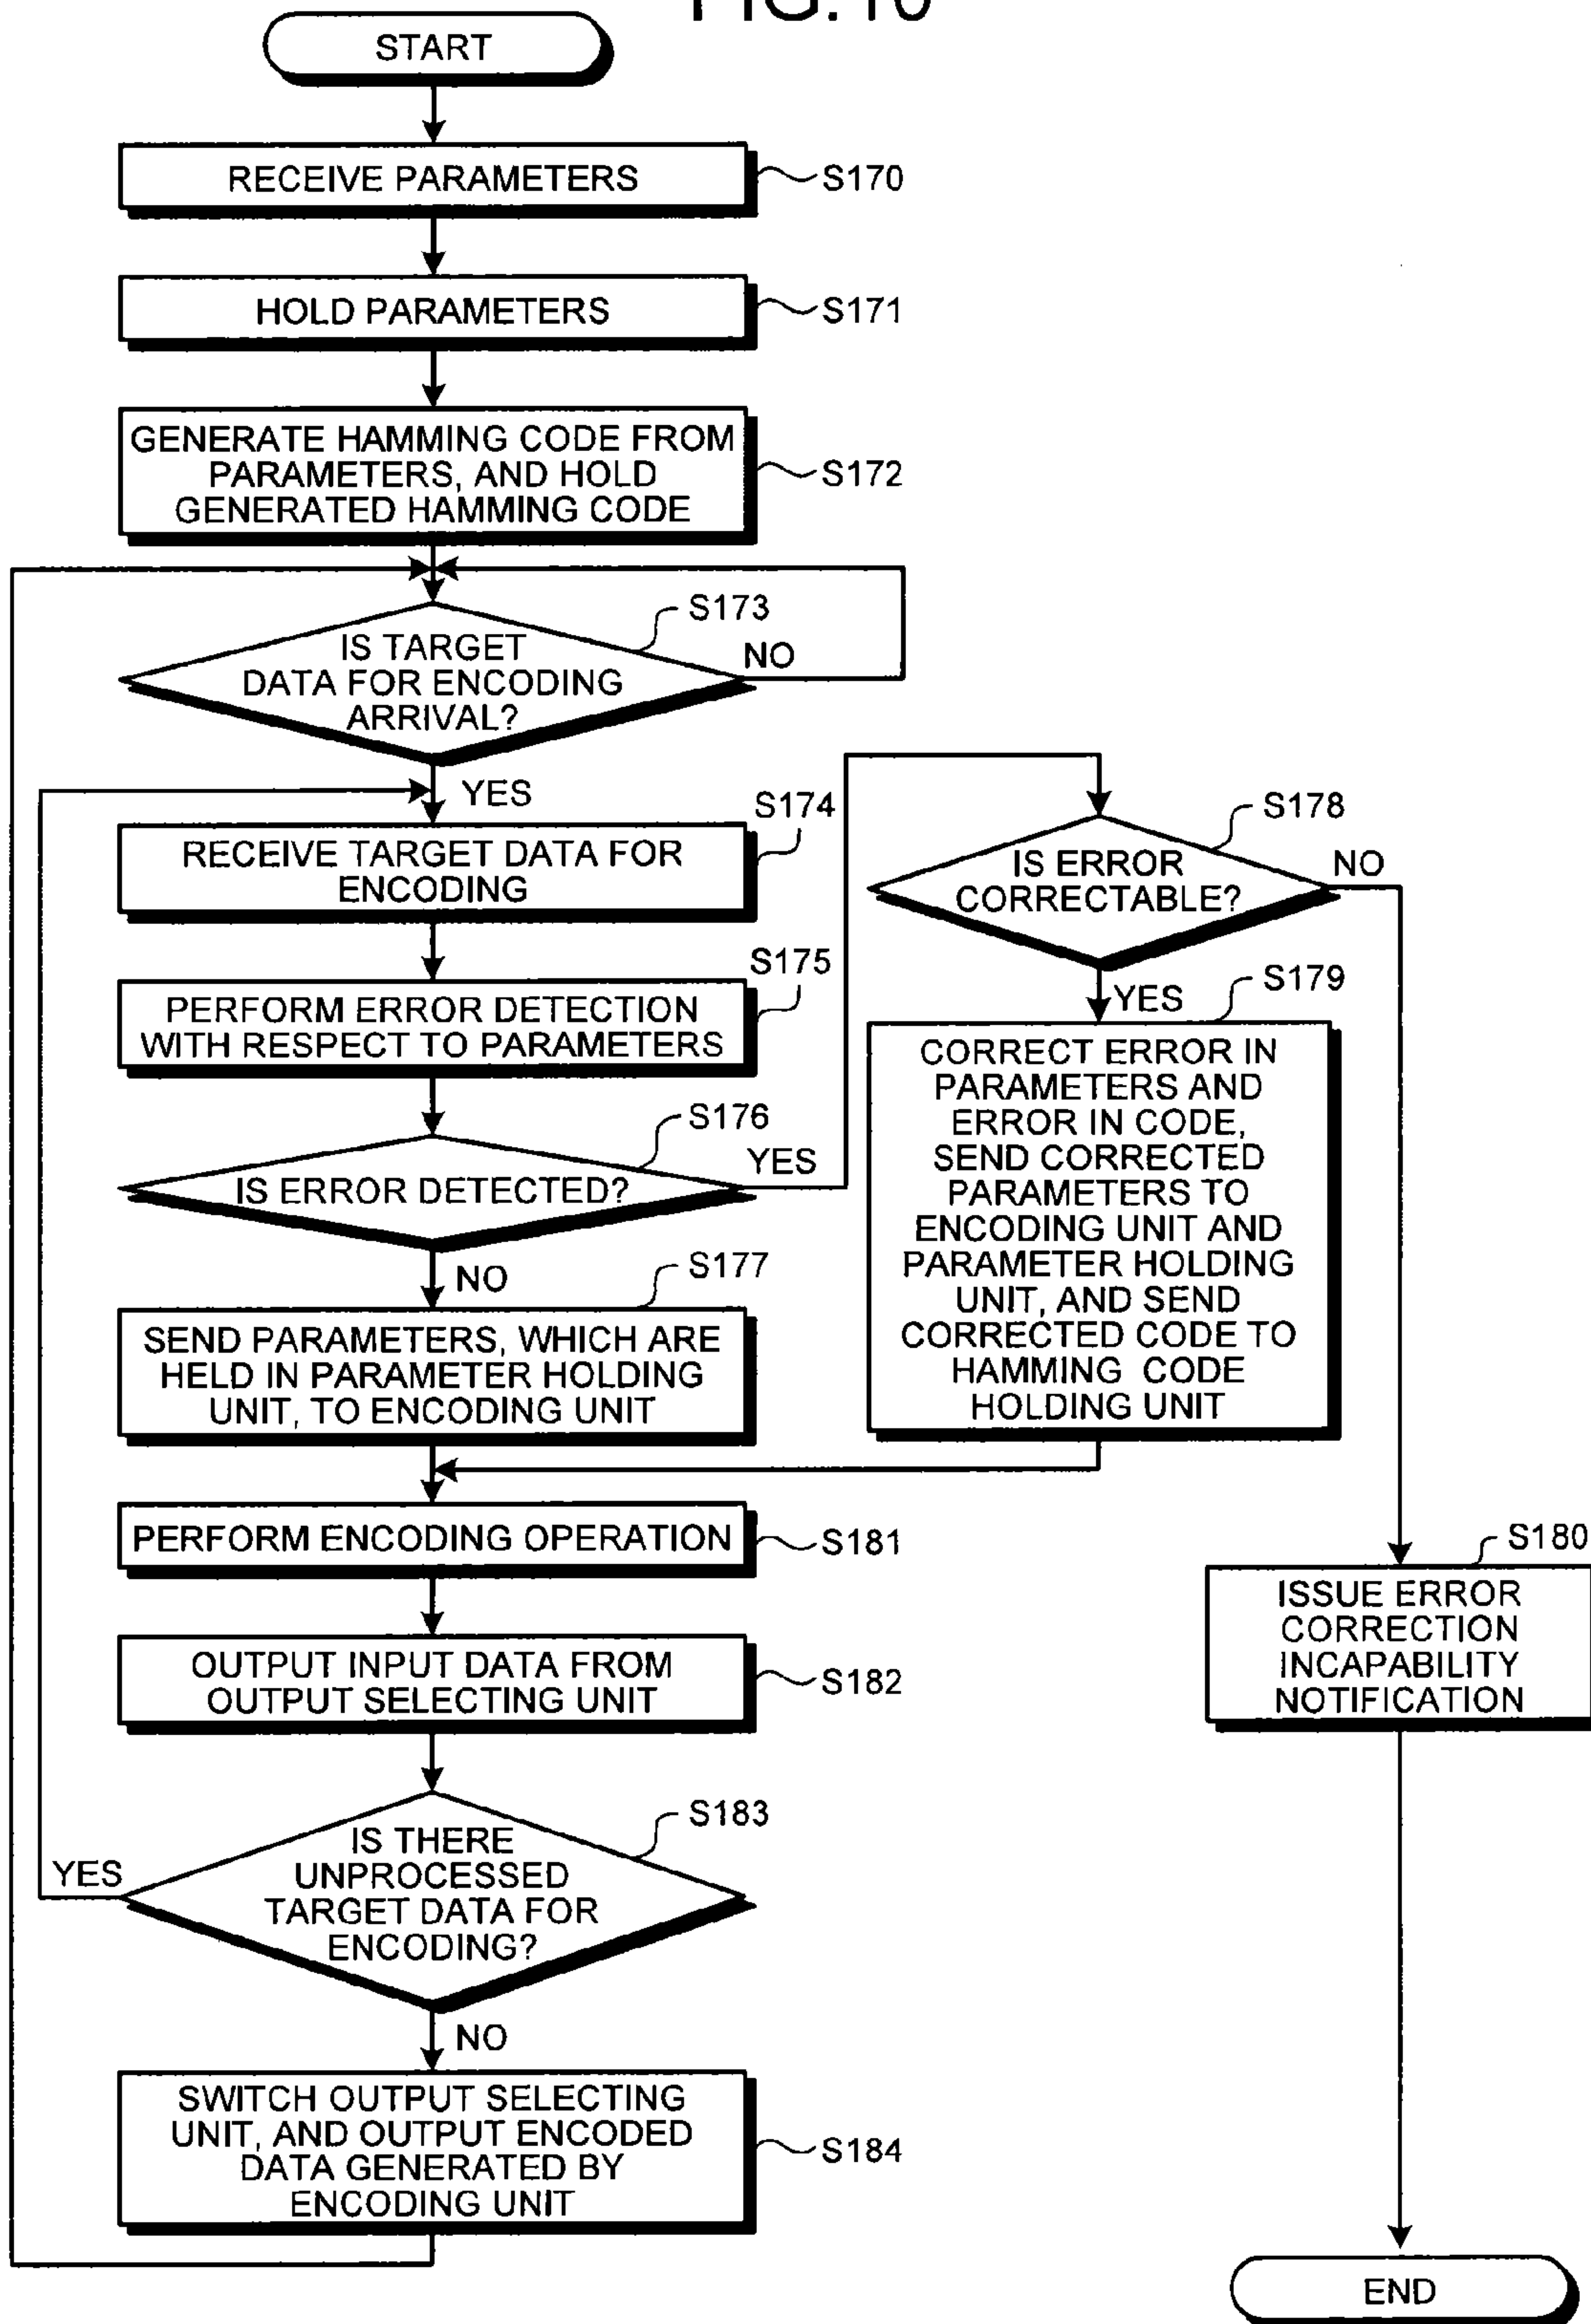 FIG.10
START
RECEIVE PARAMETERS
S170
HOLD PARAMETERS
S171
GENERATE HAMMING CODE FROM
PARAMETERS, AND HOLD
GENERATED HAMMING CODE
S172
S173
IS TARGET
DATA FOR ENCODING
ARRIVAL?
NO
YES
S174
RECEIVE TARGET DATA FOR
ENCODING
S175
PERFORM ERROR DETECTION
WITH RESPECT TO PARAMETERS
S176
IS ERROR DETECTED?
YES
NO
S177
SEND PARAMETERS, WHICH ARE
HELD IN PARAMETER HOLDING
UNIT, TO ENCODING UNIT
S178
IS ERROR
CORRECTABLE?
NO
YES
S179
CORRECT ERROR IN
PARAMETERS AND
ERROR IN CODE,
SEND CORRECTED
PARAMETERS TO
ENCODING UNIT AND
PARAMETER HOLDING
UNIT, AND SEND
CORRECTED CODE TO
HAMMING CODE
HOLDING UNIT
S180
ISSUE ERROR
CORRECTION
INCAPABILITY
NOTIFICATION
PERFORM ENCODING OPERATION
S181
OUTPUT INPUT DATA FROM
OUTPUT SELECTING UNIT
S182
S183
IS THERE
UNPROCESSED
TARGET DATA FOR
ENCODING?
YES
NO
SWITCH OUTPUT SELECTING
UNIT, AND OUTPUT ENCODED
DATA GENERATED BY
ENCODING UNIT
S184
END